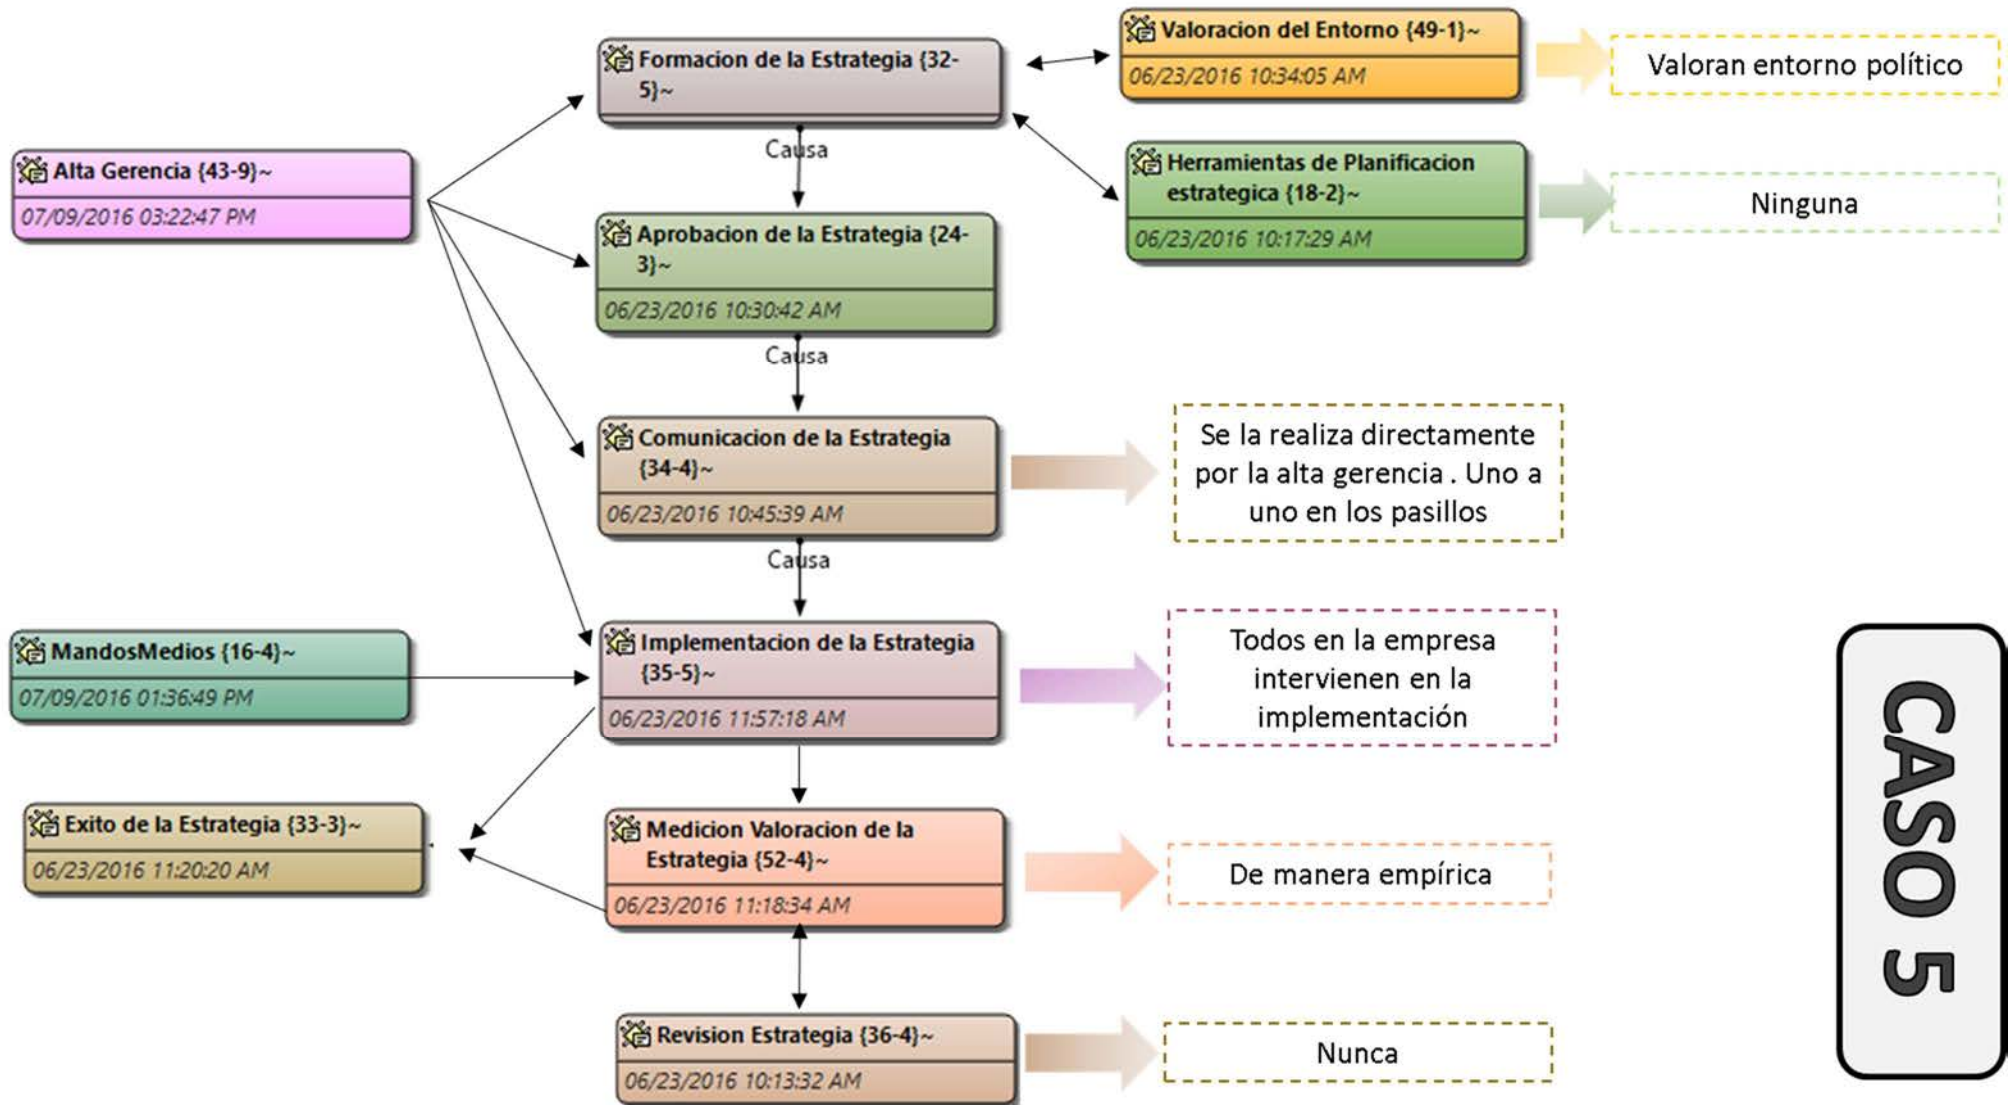 Formacion de la Estrategia {32-
5}~
Valoracion del Entorno {49-1}~
06/23/2016 10:34:05 AM
Valoran entorno político
Causa
Alta Gerencia {43-9}~
07/09/2016 03:22:47 PM
Herramientas de Planificacion
estrategica {18-2}~
06/23/2016 10:17:29 AM
Ninguna
Aprobacion de la Estrategia {24-
3}~
06/23/2016 10:30:42 AM
Causa
Comunicacion de la Estrategia
{34-4}~
06/23/2016 10:45:39 AM
Se la realiza directamente
por la alta gerencia . Uno a
uno en los pasillos
Causa
MandosMedios {16-4}~
07/09/2016 01:36:49 PM
Implementacion de la Estrategia
{35-5}~
06/23/2016 11:57:18 AM
Todos en la empresa
intervienen en la
implementación
Exito de la Estrategia {33-3}~
06/23/2016 11:20:20 AM
Medicion Valoracion de la
Estrategia {52-4}~
06/23/2016 11:18:34 AM
De manera empírica
Revision Estrategia {36-4}~
06/23/2016 10:13:32 AM
Nunca
CASO 5